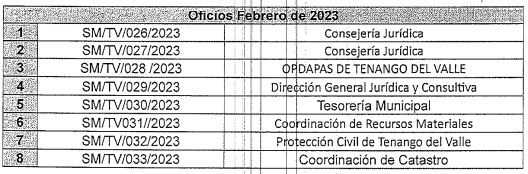 Oficios Febrero de 2023
1 SM/TV/026/2023 Consejería Jurídica
2 SM/TV/027/2023 Consejería Jurídica
3 SM/TV/028 /2023 OPDAPAS DE TENANGO DEL VALLE
4 SM/TV/029/2023 Dirección General Jurídica y Consultiva
5 SM/TV/030/2023 Tesorería Municipal
6 SM/TV031//2023 Coordinación de Recursos Materiales
7 SM/TV/032/2023 Protección Civil de Tenango del Valle
8 SM/TV/033/2023 Coordinación de Catastro